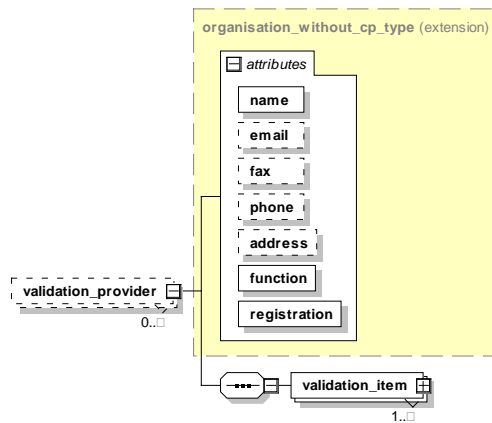 organisation_without_cp_type (extension)
attributes
name
email
fax
phone
address
function
registration
validation_provider
0..□
validation_item
1..□